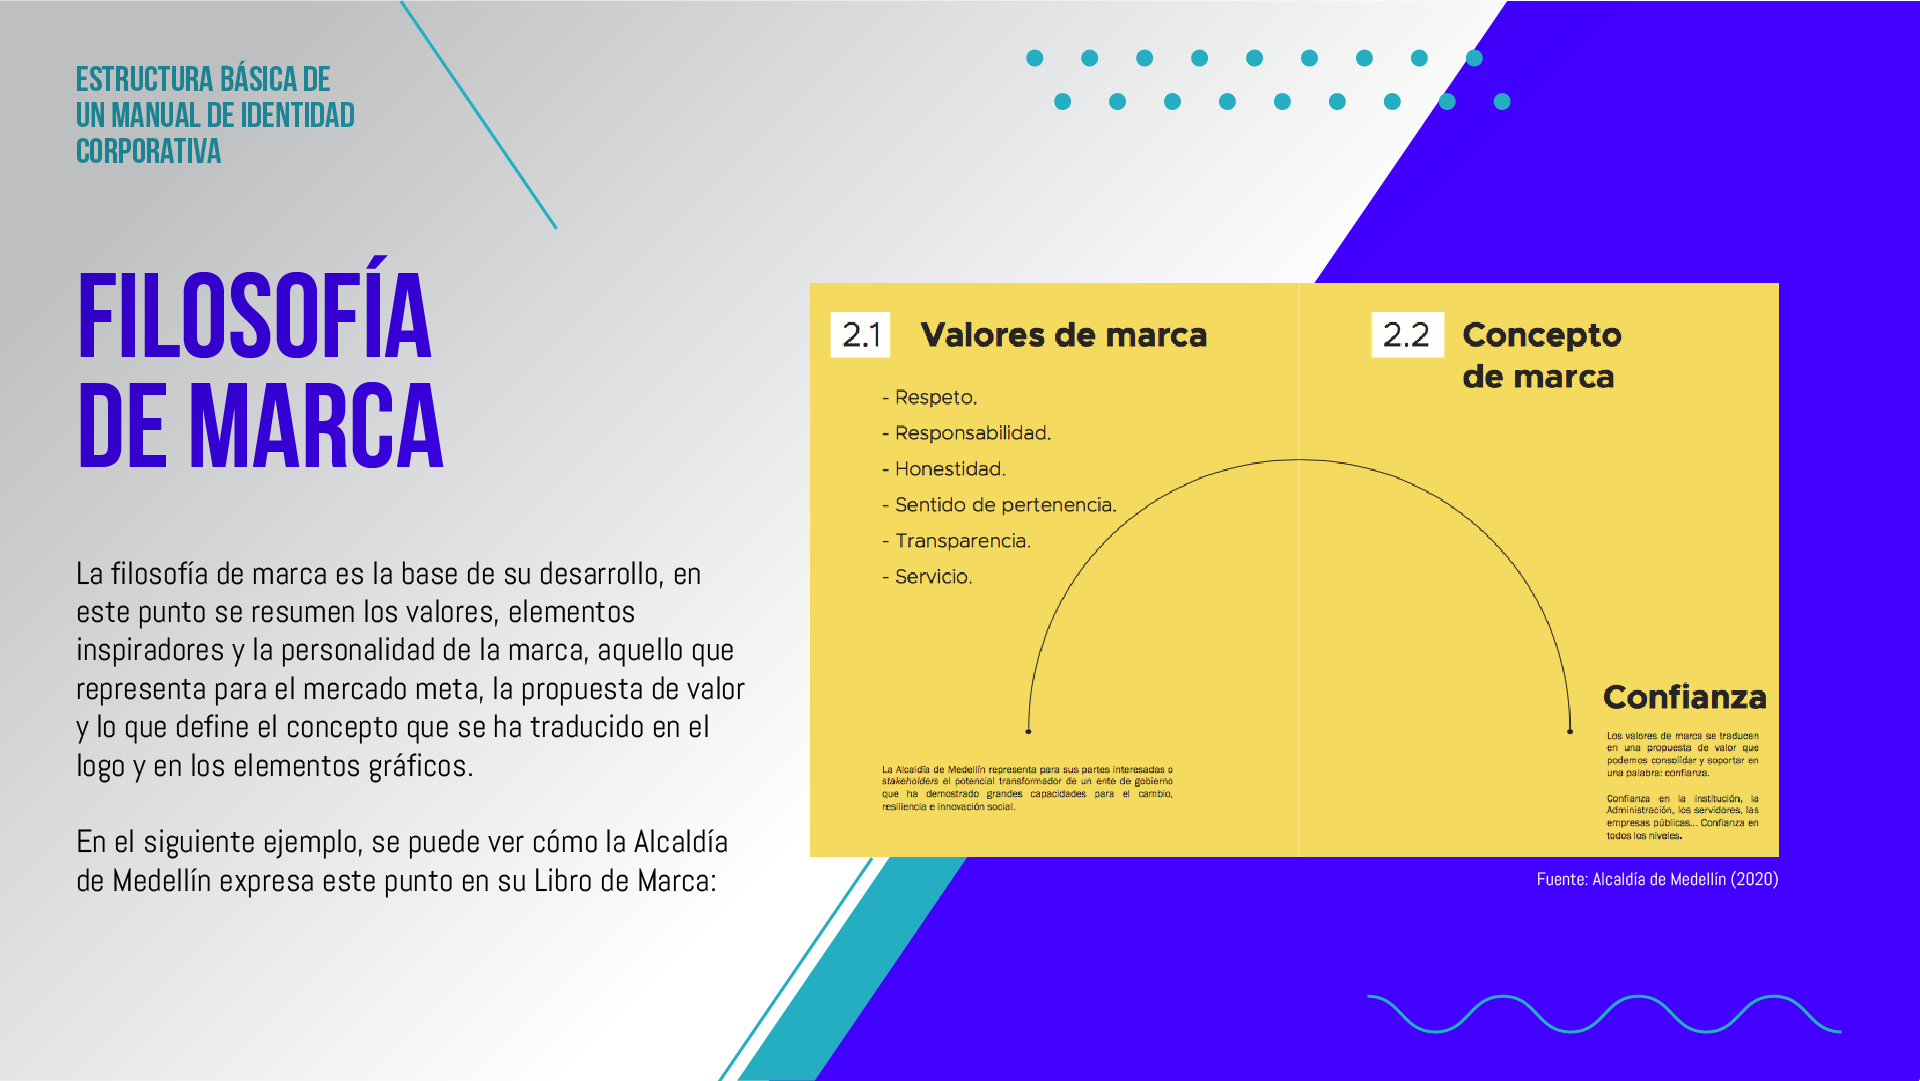 ESTRUCTURA BÁSICA DE
UN MANUAL DE IDENTIDAD
CORPORATIVA
FILOSOFÍA
DE MARCA
La filosofía de marca es la base de su desarrollo, en
este punto se resumen los valores, elementos
inspiradores y la personalidad de la marca, aquello que
representa para el mercado meta, la propuesta de valor
y lo que define el concepto que se ha traducido en el
logo y en los elementos gráficos.
En el siguiente ejemplo, se puede ver cómo la Alcaldía
de Medellín expresa este punto en su Libro de Marca:
2.1 Valores de marca
- Respeto.
- Responsabilidad.
- Honestidad.
- Sentido de pertenencia.
- Transparencia.
- Servicio.
La Alcaldía de Medellín representa para sus partes interesadas o
stakeholders el potencial transformador de un ente de gobierno
que ha demostrado grandes capacidades para el cambio,
resiliencia e innovación social.
2.2 Concepto
de marca
Confianza
Los valores de marca se traducen
en una propuesta de valor que
podemos consolidar y soportar en
una palabra: confianza.
Confianza en la institución, la
Administración, los servidores, las
empresas públicas... Confianza en
todos los niveles.
Fuente: Alcaldía de Medellín (2020)